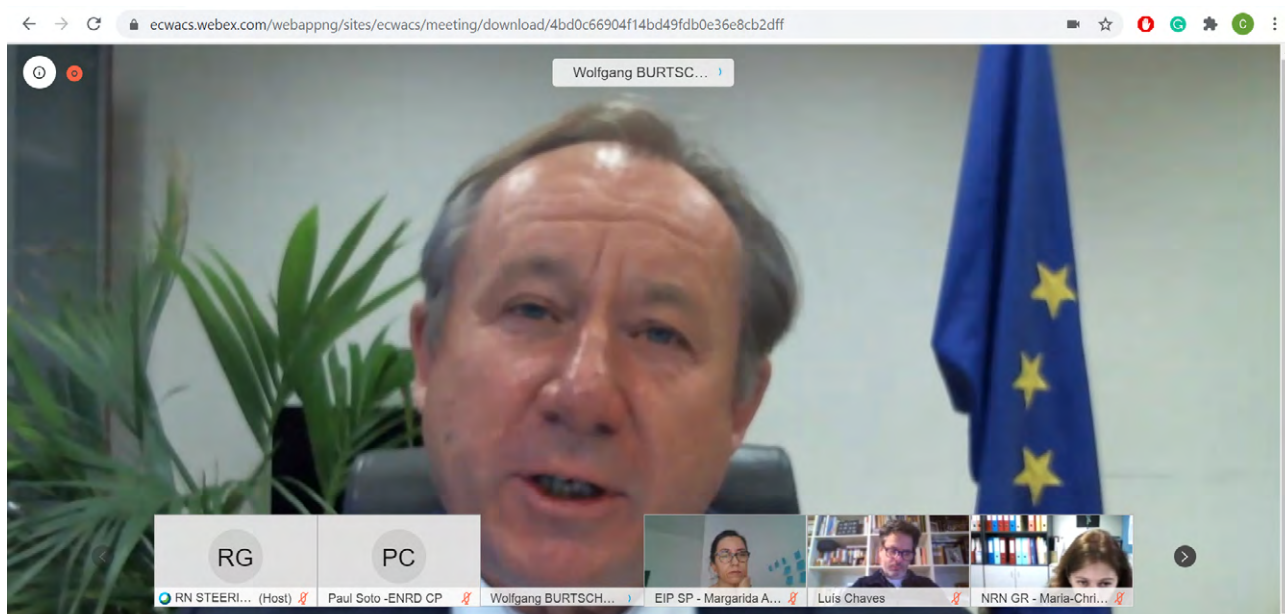 ecwacs.webex.com/webappng/sites/ecwacs/meeting/download/4bd0c66904f14bd49fdb0e36e8cb2dff
C
Wolfgang BURTSC...
RG
PC
RN STEERI... (Host)
Paul Soto -ENRD CP
Wolfgang BURTSCH...
EIP SP - Margarida A...
Luís Chaves
NRN GR - Maria-Chri...